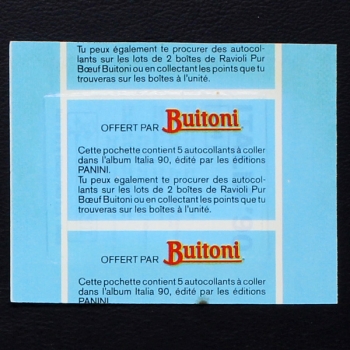 Tu peux également te procurer des autocol-
lants sur les lots de 2 boîtes de Ravioli Pur
Bœuf Buitoni ou en collectant les points que tu
trouveras sur les boîtes à l'unité.
OFFERT PAR Buitoni
Cette pochette contient 5 autocollants à coller
dans l'album Italia 90, édité par les éditions
PANINI.
Tu peux également te procurer des autocol-
lants sur les lots de 2 boîtes de Ravioli Pur
Bœuf Buitoni ou en collectant les points que tu
trouveras sur les boîtes à l'unité.
OFFERT PAR Buitoni
Cette pochette contient 5 autocollants à coller
dans l'album Italia 90, édité par les éditions
PANINI.